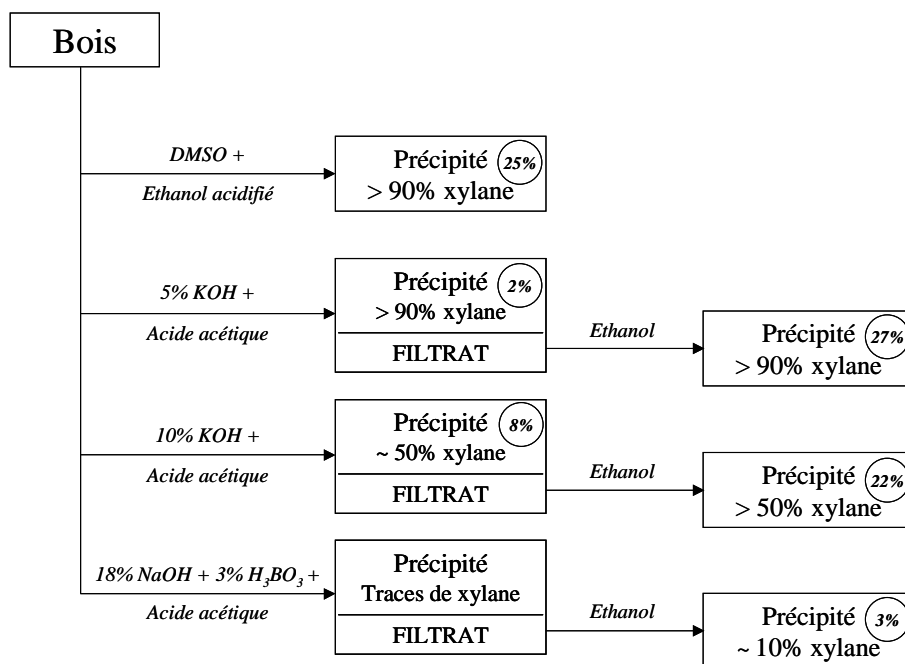 Bois
DMSO +
Ethanol acidifié
Précipité 25%
> 90% xylane
5% KOH +
Acide acétique
Précipité 2%
> 90% xylane
FILTRAT
Ethanol
Précipité 27%
> 90% xylane
10% KOH +
Acide acétique
Précipité 8%
~ 50% xylane
FILTRAT
Ethanol
Précipité 22%
> 50% xylane
18% NaOH + 3% H₃BO₃ +
Acide acétique
Précipité
Traces de xylane
FILTRAT
Ethanol
Précipité 3%
~ 10% xylane